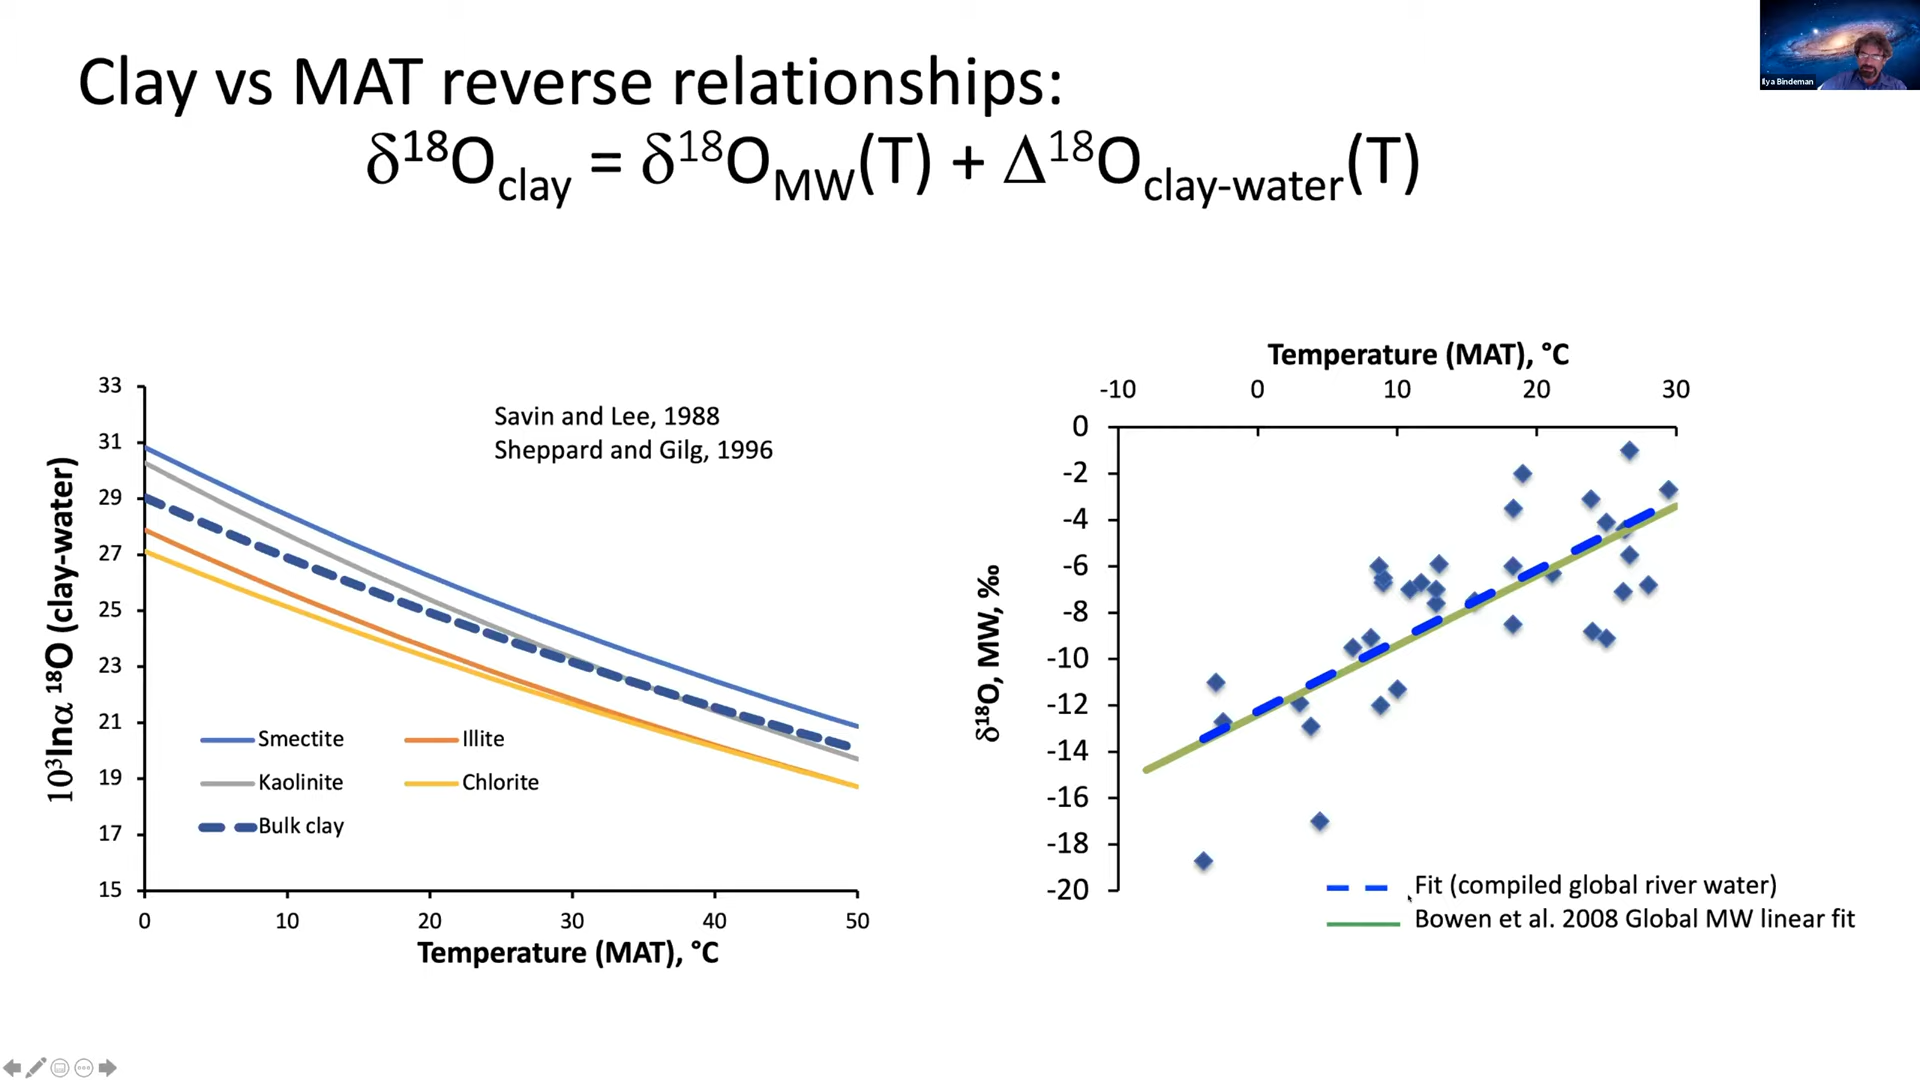 Clay vs MAT reverse relationships:
δ18Oclay = δ18OMW(T) + Δ18Oclay-water(T)
Ilya Bindeman
Savin and Lee, 1988
Sheppard and Gilg, 1996
10³lnα ¹⁸O (clay-water)
33
31
29
27
25
23
21
19
17
15
Smectite
Illite
Kaolinite
Chlorite
Bulk clay
0 10 20 30 40 50
Temperature (MAT), °C
Temperature (MAT), °C
-10 0 10 20 30
δ¹⁸O, MW, ‰
0
-2
-4
-6
-8
-10
-12
-14
-16
-18
-20
Fit (compiled global river water)
Bowen et al. 2008 Global MW linear fit